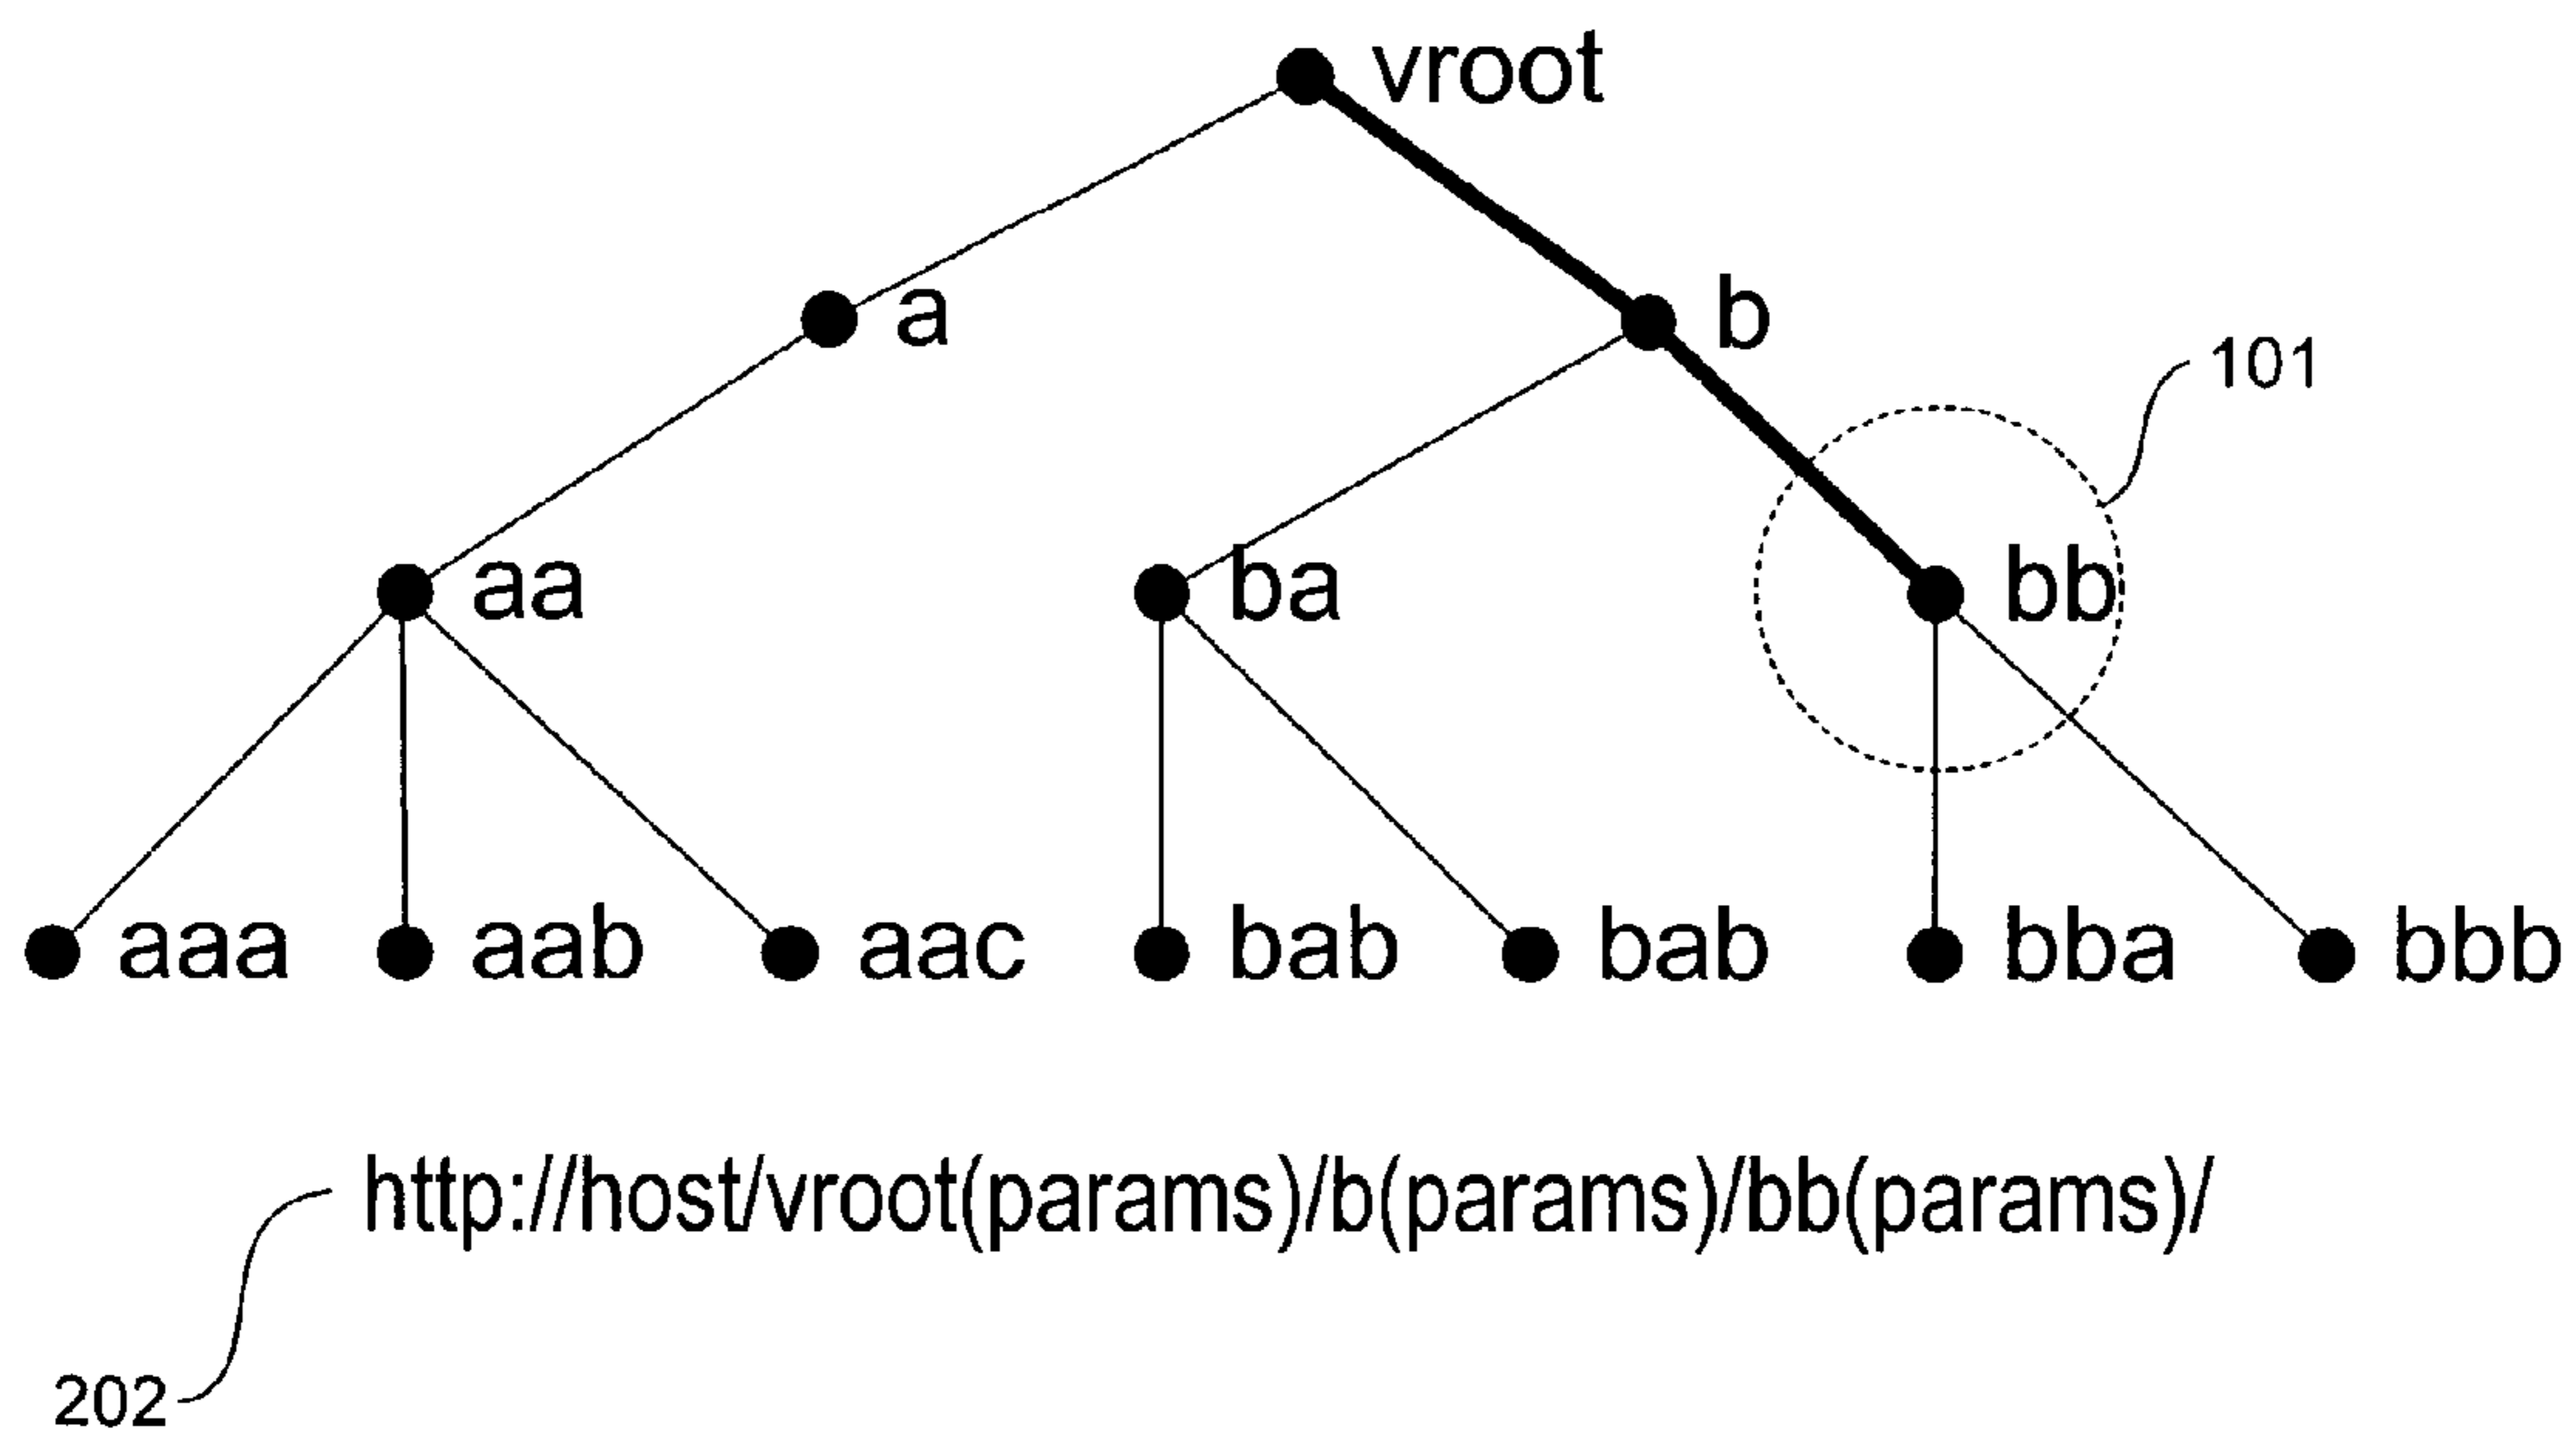 vroot
a
b
101
aa
ba
bb
aaa
aab
aac
bab
bab
bba
bbb
http://host/vroot(params)/b(params)/bb(params)/
202